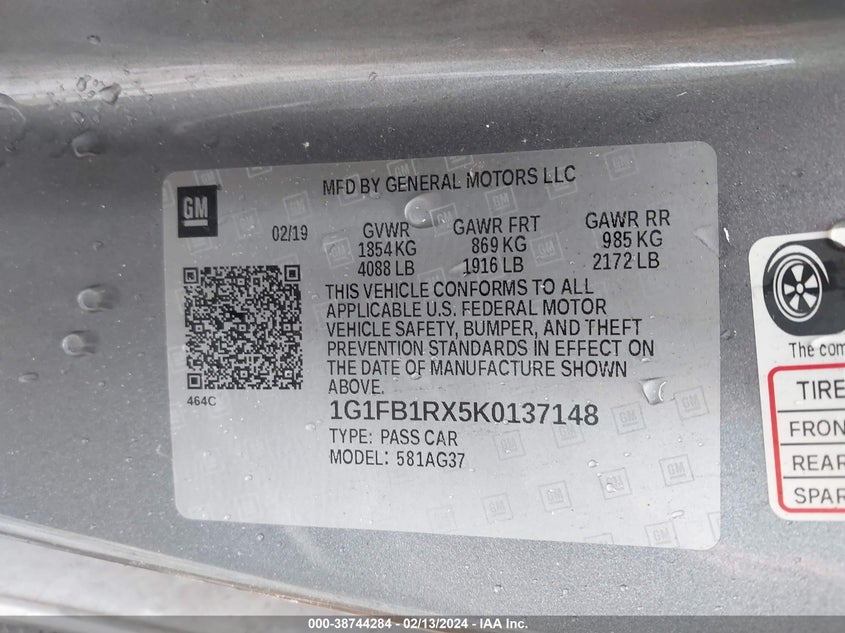 MFD BY GENERAL MOTORS LLC
GM
02/19
GVWR GAWR FRT GAWR RR
1854 KG 869 KG 985 KG
4088 LB 1916 LB 2172 LB
THIS VEHICLE CONFORMS TO ALL
APPLICABLE U.S. FEDERAL MOTOR
VEHICLE SAFETY, BUMPER, AND THEFT
PREVENTION STANDARDS IN EFFECT ON
THE DATE OF MANUFACTURE SHOWN
ABOVE.
464C
1G1FB1RX5K0137148
TYPE: PASS CAR
MODEL: 581AG37
The com
TIRE
FRON
REAR
SPAR
000-38744284 - 02/13/2024 - IAA Inc.